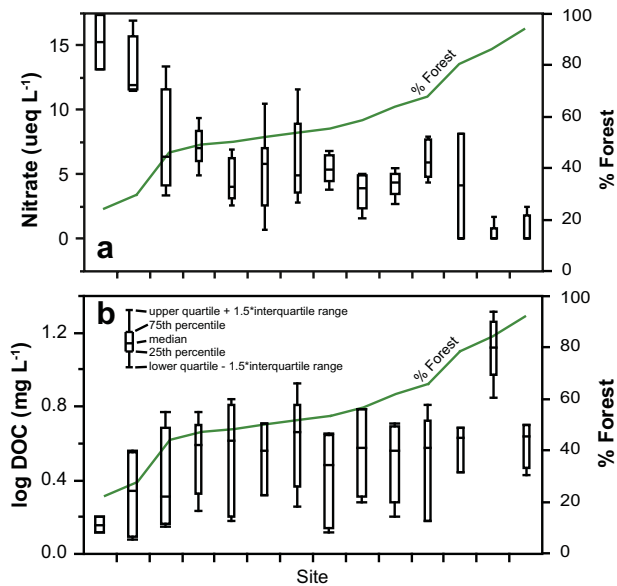 15
10
5
0
Nitrate (ueq L-1)
a
% Forest
100
80
60
40
20
0
% Forest
1.2
0.8
0.4
0.0
log DOC (mg L-1)
b
upper quartile + 1.5*interquartile range
75th percentile
median
25th percentile
lower quartile - 1.5*interquartile range
% Forest
100
80
60
40
20
0
% Forest
Site